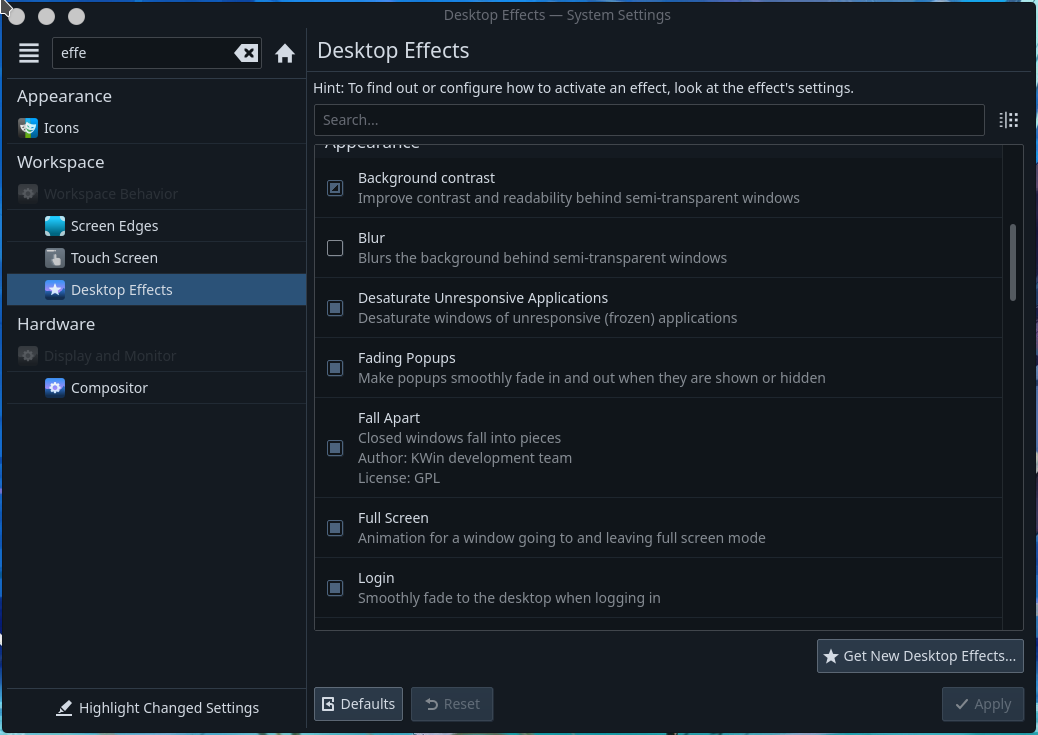 Desktop Effects — System Settings
effe
Appearance
Icons
Workspace
Workspace Behavior
Screen Edges
Touch Screen
Desktop Effects
Hardware
Display and Monitor
Compositor
Highlight Changed Settings
Desktop Effects
Hint: To find out or configure how to activate an effect, look at the effect's settings.
Search...
Appearance
Background contrast
Improve contrast and readability behind semi-transparent windows
Blur
Blurs the background behind semi-transparent windows
Desaturate Unresponsive Applications
Desaturate windows of unresponsive (frozen) applications
Fading Popups
Make popups smoothly fade in and out when they are shown or hidden
Fall Apart
Closed windows fall into pieces
Author: KWin development team
License: GPL
Full Screen
Animation for a window going to and leaving full screen mode
Login
Smoothly fade to the desktop when logging in
Get New Desktop Effects...
Defaults
Reset
Apply